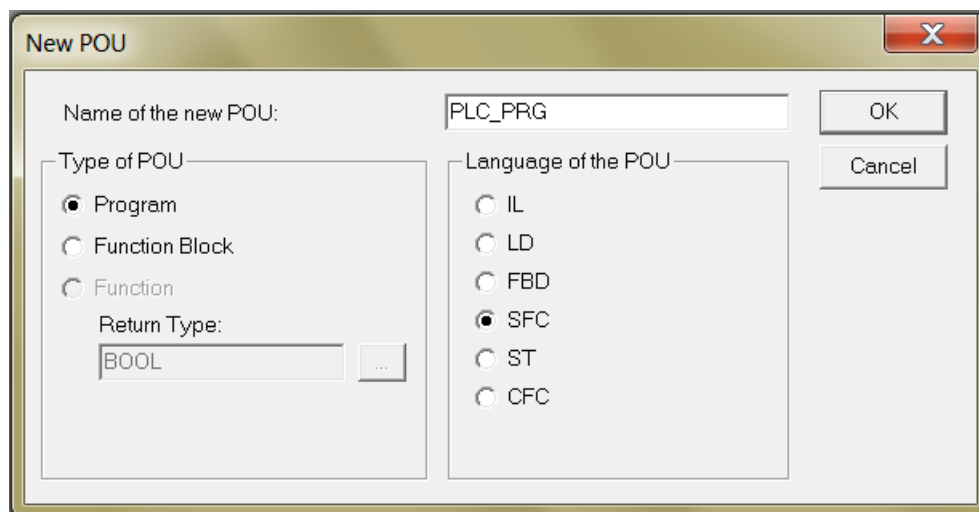 New POU
Name of the new POU:
PLC_PRG
OK
Cancel
Type of POU
Program
Function Block
Function
Return Type:
BOOL
...
Language of the POU
IL
LD
FBD
SFC
ST
CFC